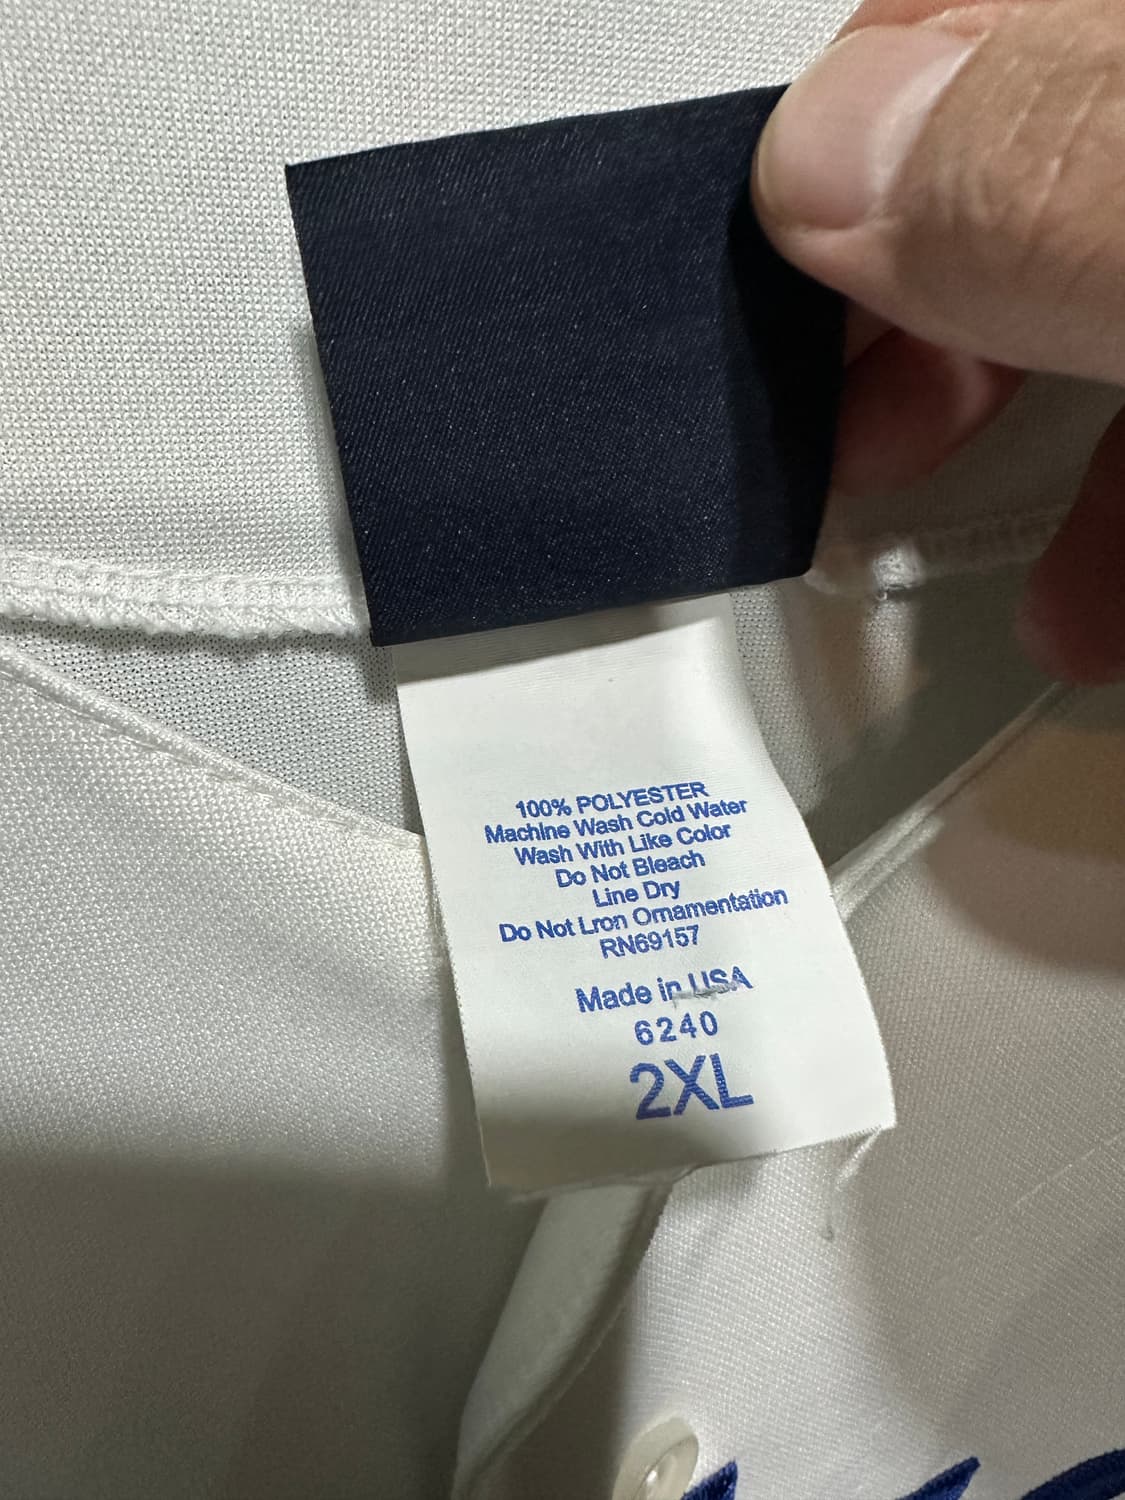 100% POLYESTER
Machine Wash Cold Water
Wash With Like Color
Do Not Bleach
Line Dry
Do Not Lron Ornamentation
RN69157
Made in USA
6240
2XL